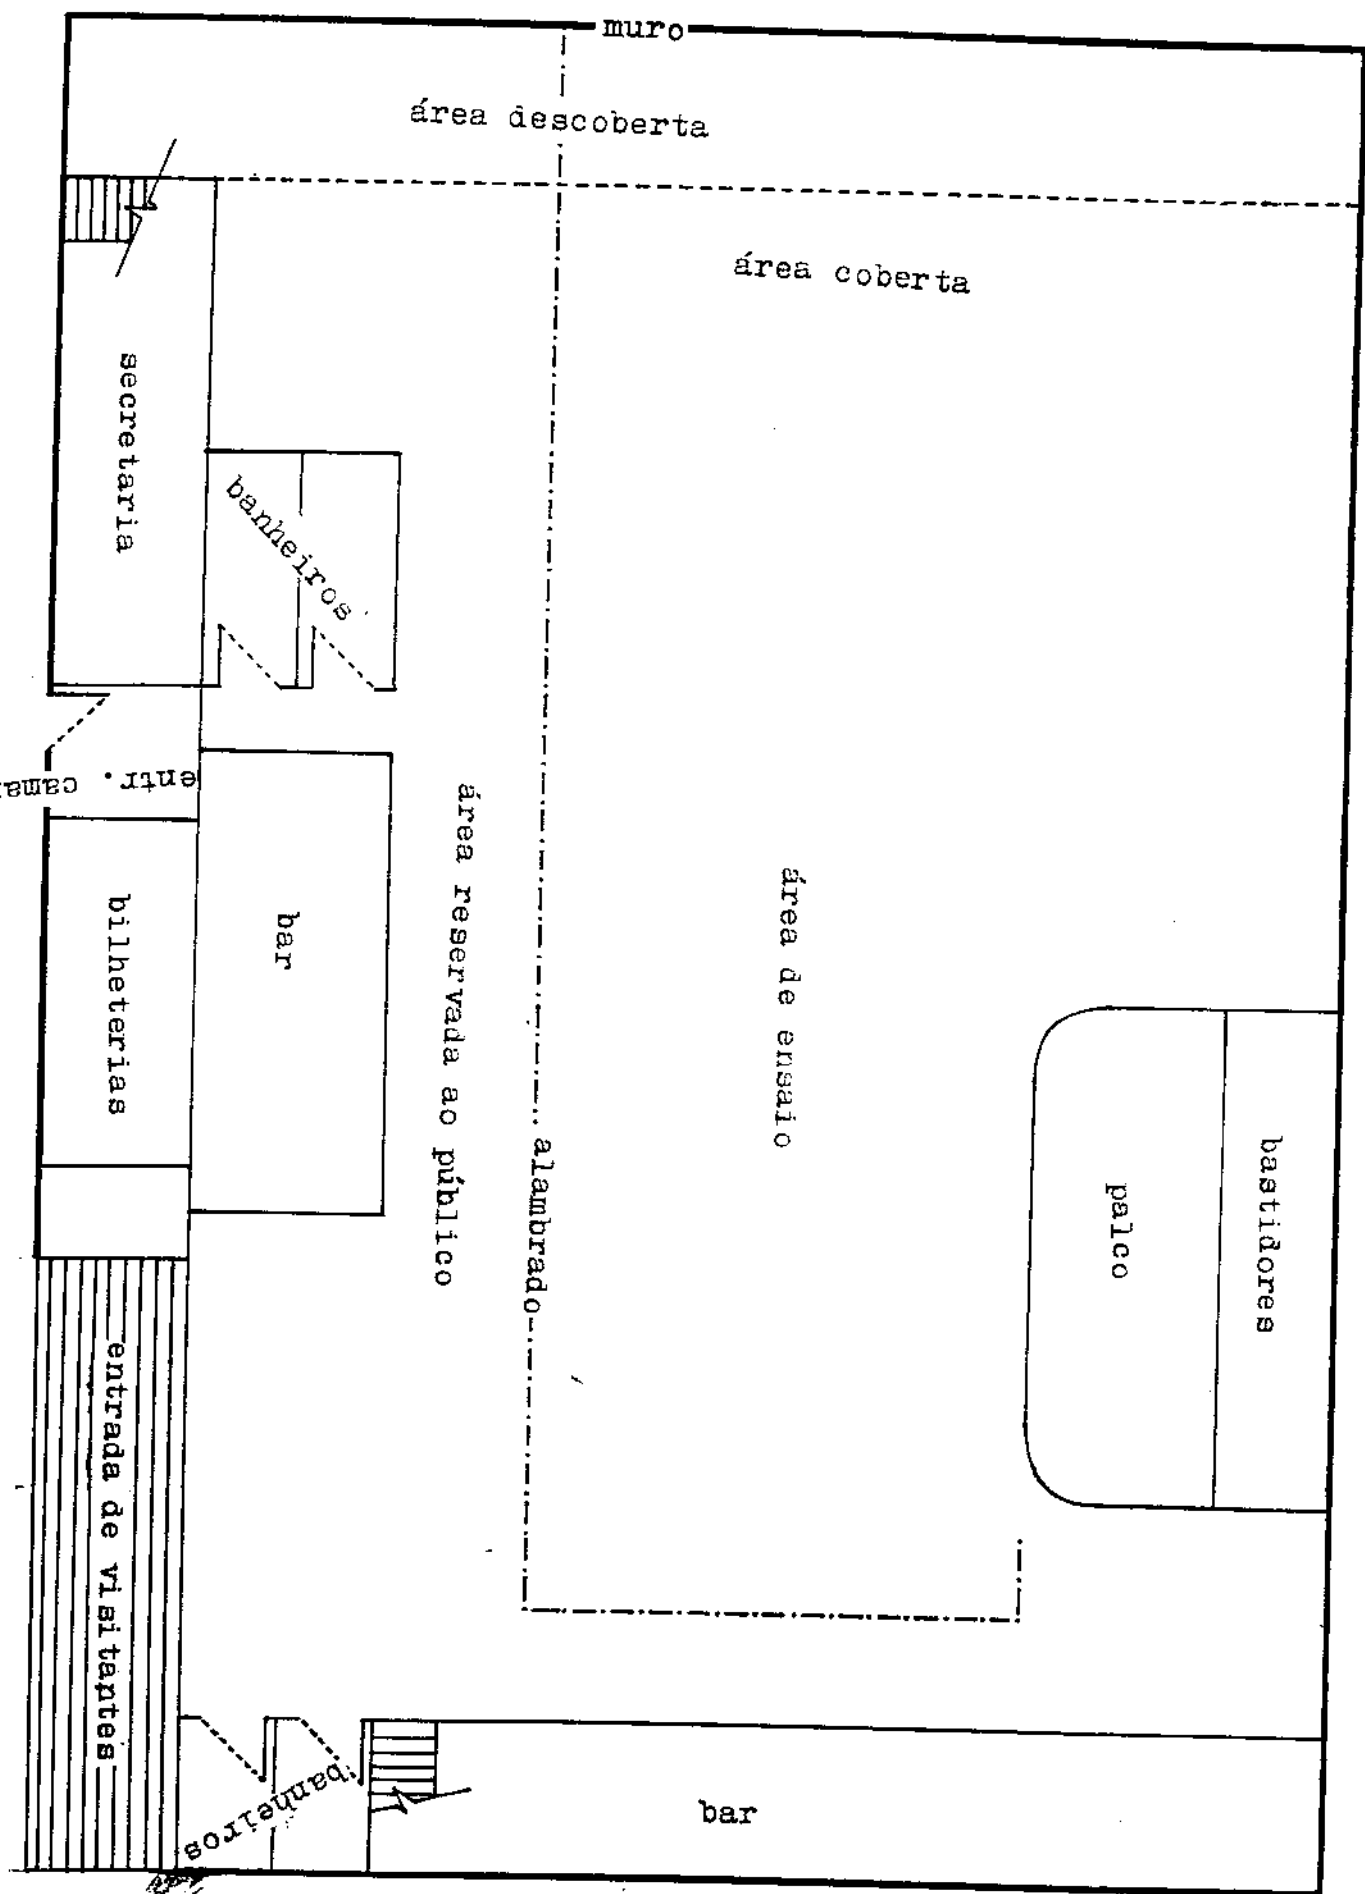 muro
área descoberta
área coberta
secretaria
banheiros
entr.
bilheterias
bar
área reservada ao público
alambrado
área de ensaio
palco
bastidores
entrada de visitantes
banheiros
bar